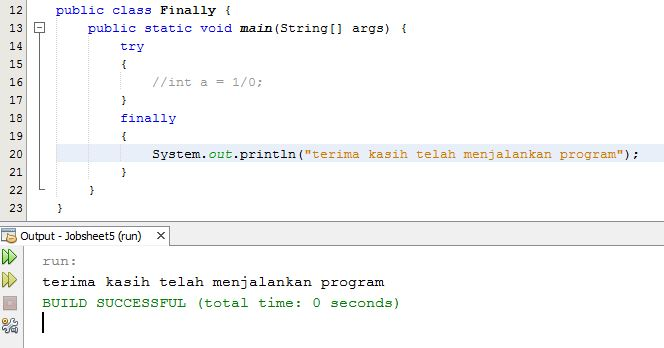 12 public class Finally {
13 public static void main(String[] args) {
14 try
15 {
16 //int a = 1/0;
17 }
18 finally
19 {
20 System.out.println("terima kasih telah menjalankan program");
21 }
22 }
23 }
Output - Jobsheet5 (run)
run:
terima kasih telah menjalankan program
BUILD SUCCESSFUL (total time: 0 seconds)